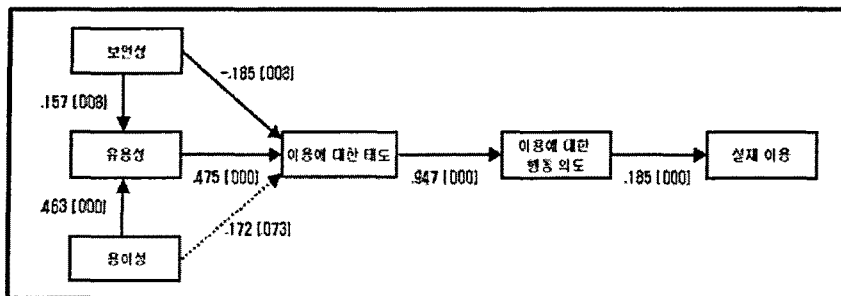 보안성
-.185 [008]
.157 [008]
유용성
이용에 대한 태도
이용에 대한
행동 의도
실재 이용
.475 [000]
.947 [000]
.185 [000]
.463 [000]
.172 [073]
용이성